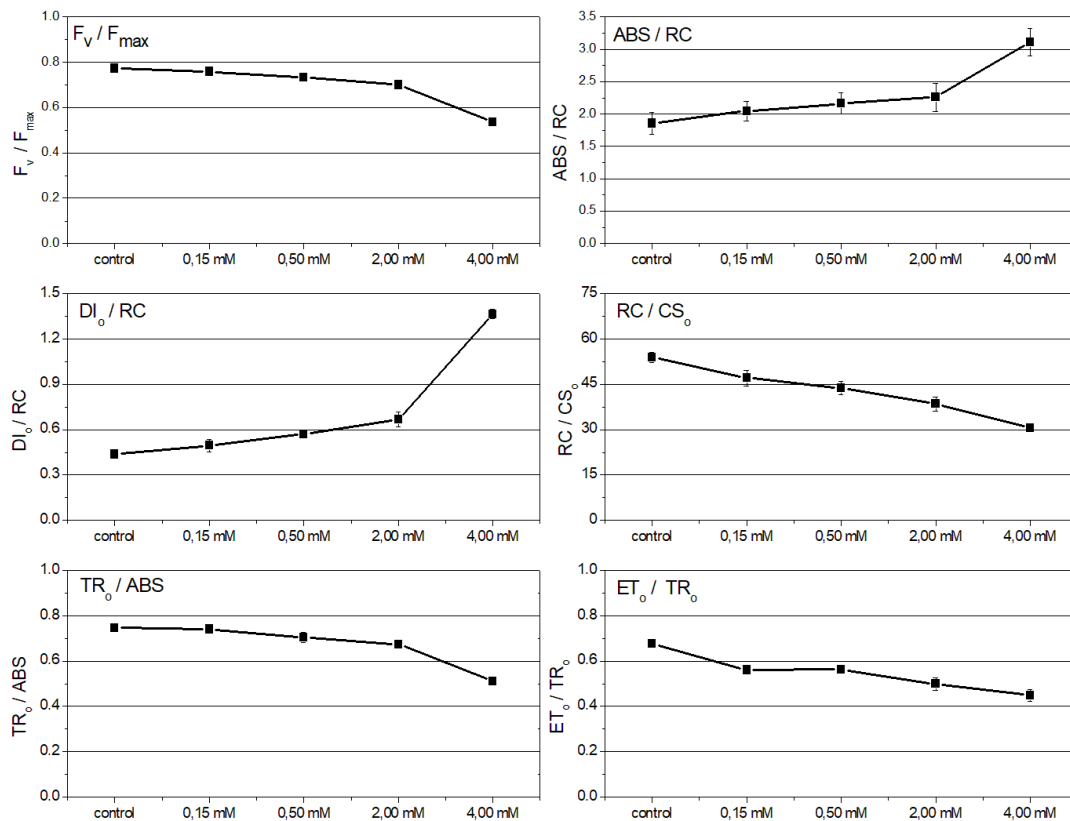 Fv / Fmax
Fv / Fmax
1.0
0.8
0.6
0.4
0.2
0.0
control 0,15 mM 0,50 mM 2,00 mM 4,00 mM
ABS / RC
ABS / RC
3.5
3.0
2.5
2.0
1.5
1.0
0.5
0.0
control 0,15 mM 0,50 mM 2,00 mM 4,00 mM
DIo / RC
DIo / RC
1.5
1.2
0.9
0.6
0.3
0.0
control 0,15 mM 0,50 mM 2,00 mM 4,00 mM
RC / CSo
RC / CSo
75
60
45
30
15
0
control 0,15 mM 0,50 mM 2,00 mM 4,00 mM
TRo / ABS
TRo / ABS
1.0
0.8
0.6
0.4
0.2
0.0
control 0,15 mM 0,50 mM 2,00 mM 4,00 mM
ETo / TRo
ETo / TRo
1.0
0.8
0.6
0.4
0.2
0.0
control 0,15 mM 0,50 mM 2,00 mM 4,00 mM